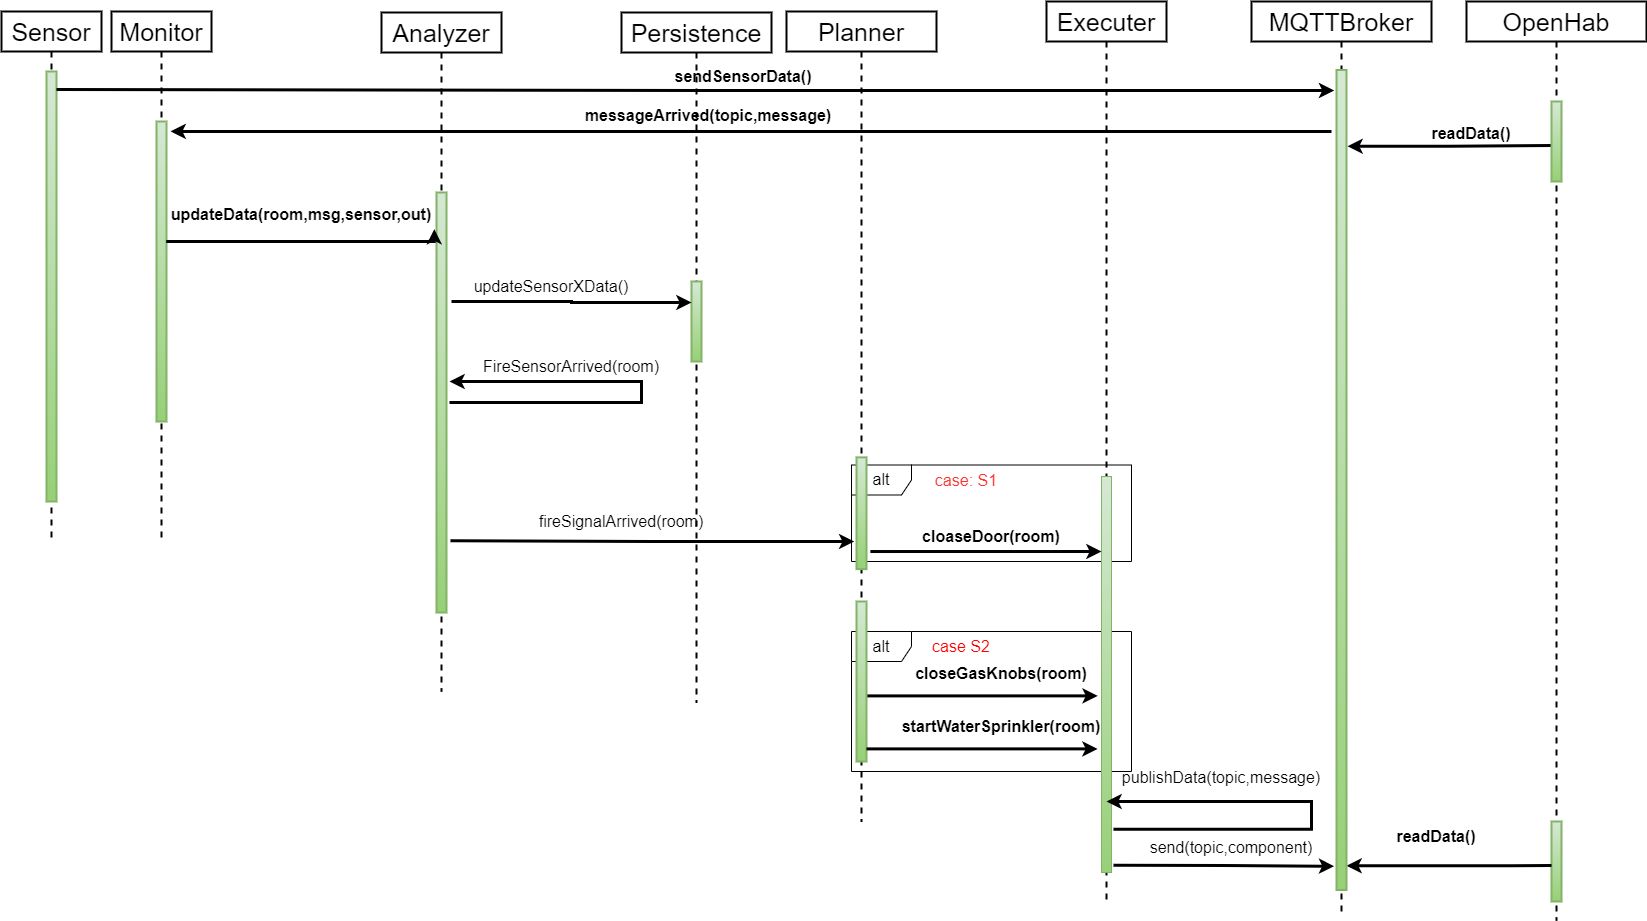 Sensor
Monitor
Analyzer
Persistence
Planner
Executer
MQTTBroker
OpenHab
sendSensorData()
messageArrived(topic,message)
readData()
updateData(room,msg,sensor,out)
updateSensorXData()
FireSensorArrived(room)
alt
case: S1
fireSignalArrived(room)
cloaseDoor(room)
alt
case S2
closeGasKnobs(room)
startWaterSprinkler(room)
publishData(topic,message)
readData()
send(topic,component)